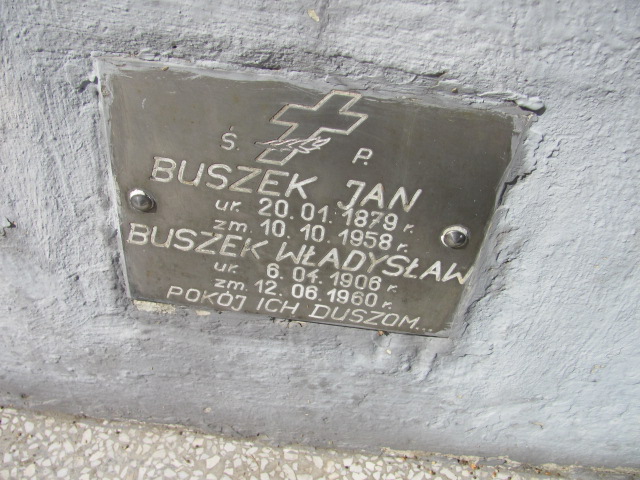 Ś. P.
BUSZEK JAN
ur. 20.01.1879 r.
zm. 10.10.1958 r.
BUSZEK WŁADYSŁAW
ur. 6.04.1906 r.
zm. 12.06.1960 r.
POKÓJ ICH DUSZOM...